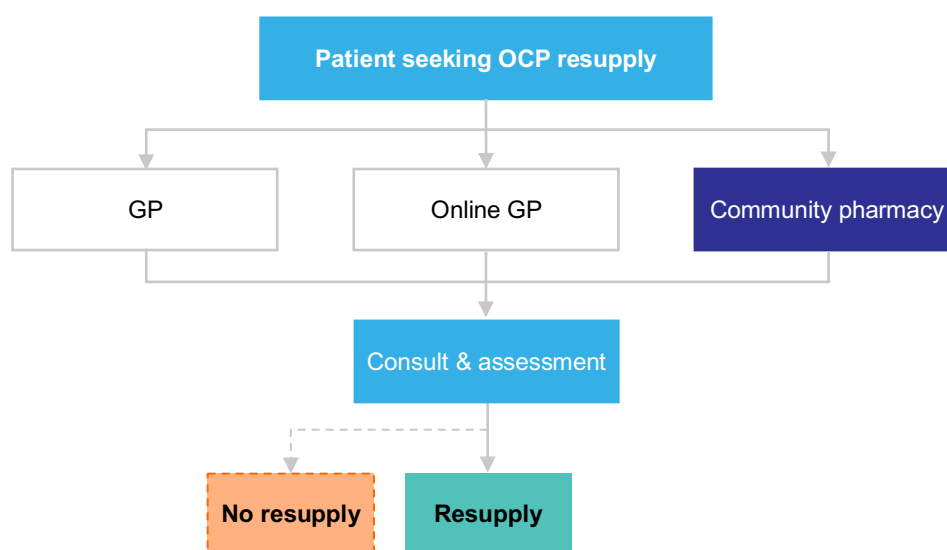 Patient seeking OCP resupply
GP
Online GP
Community pharmacy
Consult & assessment
No resupply
Resupply